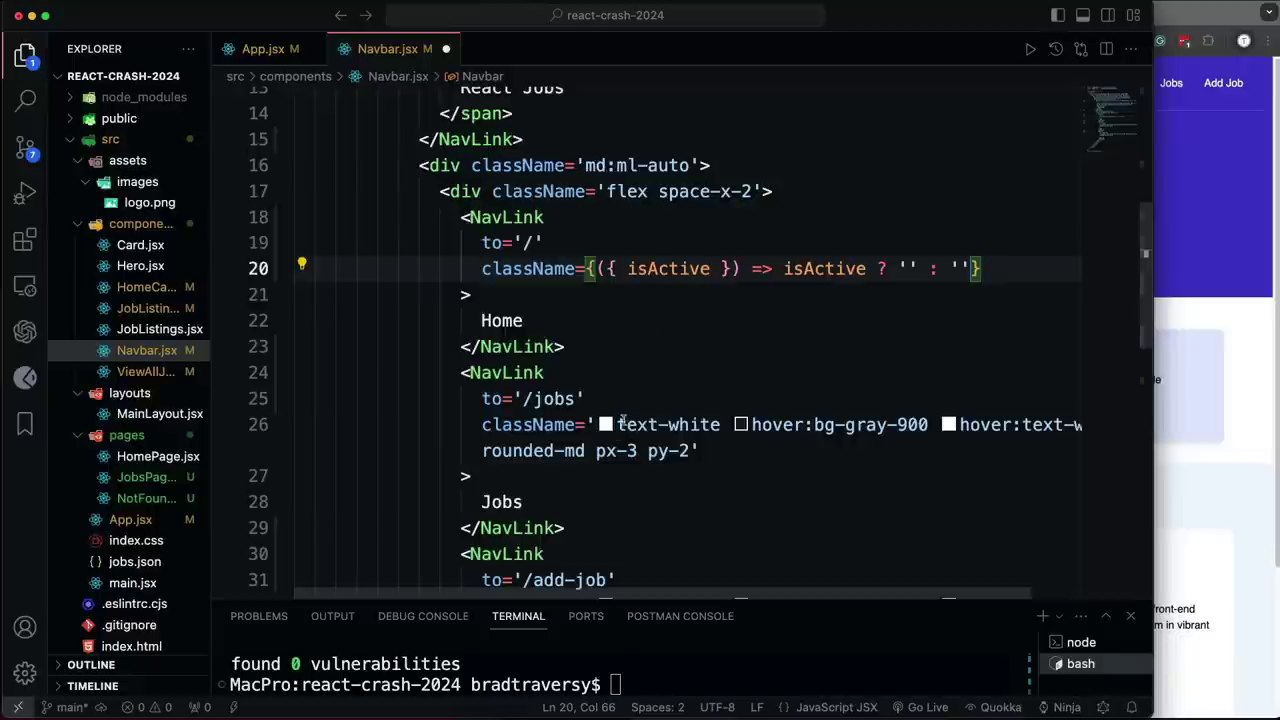 react-crash-2024
EXPLORER
REACT-CRASH-2024
node_modules
public
src
assets
images
logo.png
compone...
Card.jsx
Hero.jsx
HomeCa... M
JobListin... M
JobListings.jsx
Navbar.jsx M
ViewAllJ... M
layouts
MainLayout.jsx
pages
HomePage.jsx
JobsPag... U
NotFoun... U
App.jsx M
index.css
jobs.json
main.jsx
.eslintrc.cjs
.gitignore
index.html
OUTLINE
TIMELINE
1
7
App.jsx M
Navbar.jsx M
src > components > Navbar.jsx > Navbar
13 React Jobs
14 </span>
15 </NavLink>
16 <div className='md:ml-auto'>
17 <div className='flex space-x-2'>
18 <NavLink
19 to='/'
20 className={({ isActive }) => isActive ? '' : ''}
21 >
22 Home
23 </NavLink>
24 <NavLink
25 to='/jobs'
26 className='text-white hover:bg-gray-900 hover:text-w
rounded-md px-3 py-2'
27 >
28 Jobs
29 </NavLink>
30 <NavLink
31 to='/add-job'
PROBLEMS OUTPUT DEBUG CONSOLE TERMINAL PORTS POSTMAN CONSOLE
found 0 vulnerabilities
MacPro:react-crash-2024 bradtraversy$
node
bash
main* 0 0 0 Ln 20, Col 66 Spaces: 2 UTF-8 LF JavaScript JSX Go Live Quokka Ninja
T
Jobs Add Job
front-end
m in vibrant